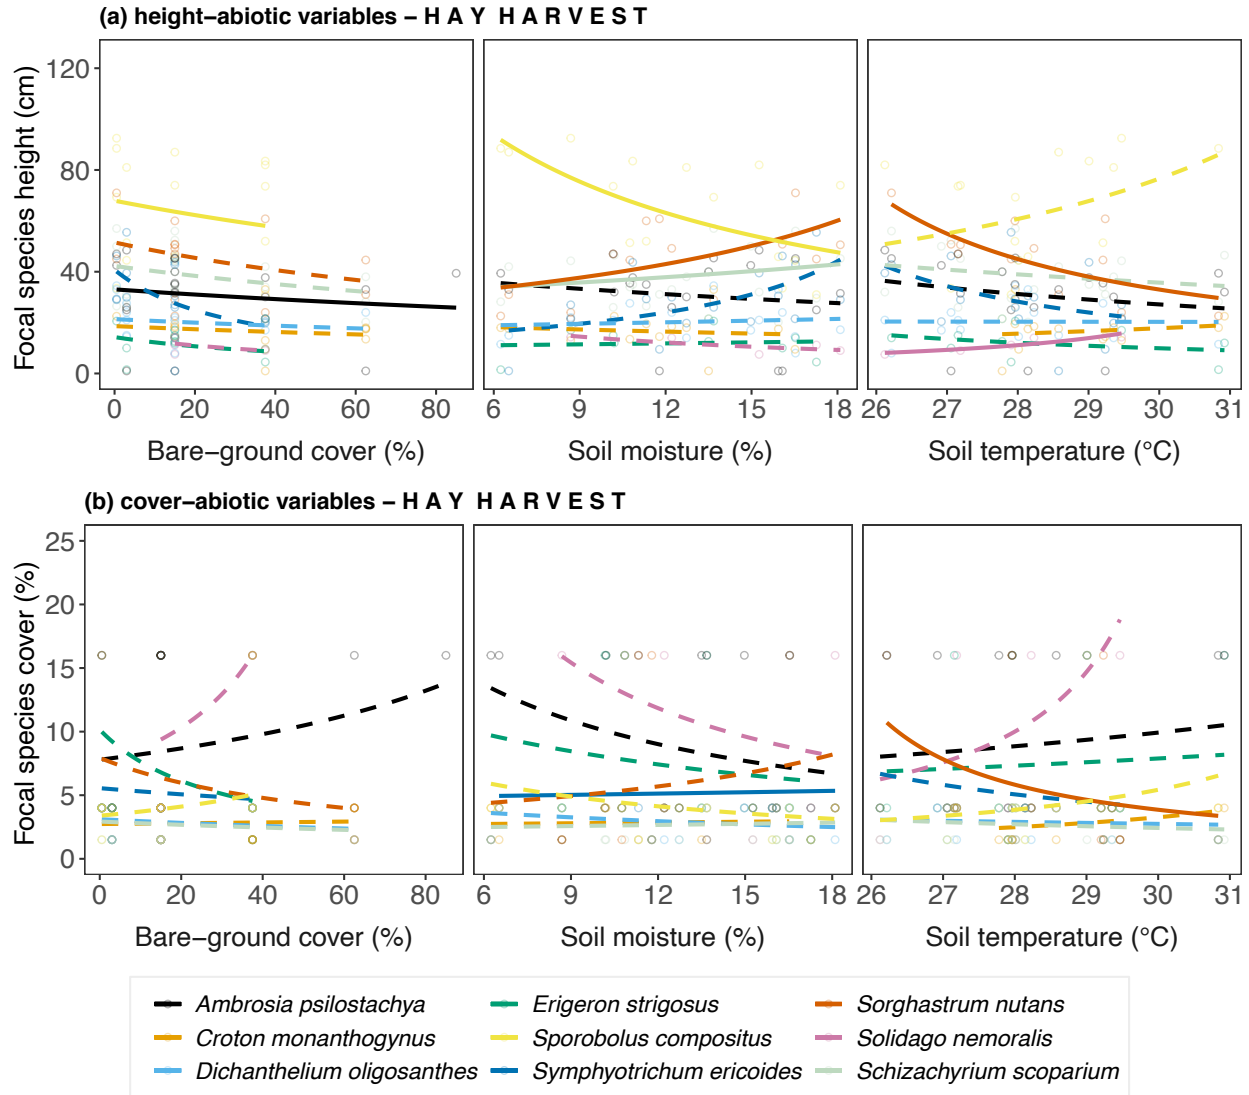 (a) height−abiotic variables − H A Y  H A R V E S T
Focal species height (cm)
120
80
40
0
0 20 40 60 80
6 9 12 15 18
26 27 28 29 30 31
Bare−ground cover (%)
Soil moisture (%)
Soil temperature (°C)
(b) cover−abiotic variables − H A Y  H A R V E S T
Focal species cover (%)
25
20
15
10
5
0
0 20 40 60 80
6 9 12 15 18
26 27 28 29 30 31
Bare−ground cover (%)
Soil moisture (%)
Soil temperature (°C)
Ambrosia psilostachya
Erigeron strigosus
Sorghastrum nutans
Croton monanthogynus
Sporobolus compositus
Solidago nemoralis
Dichanthelium oligosanthes
Symphyotrichum ericoides
Schizachyrium scoparium